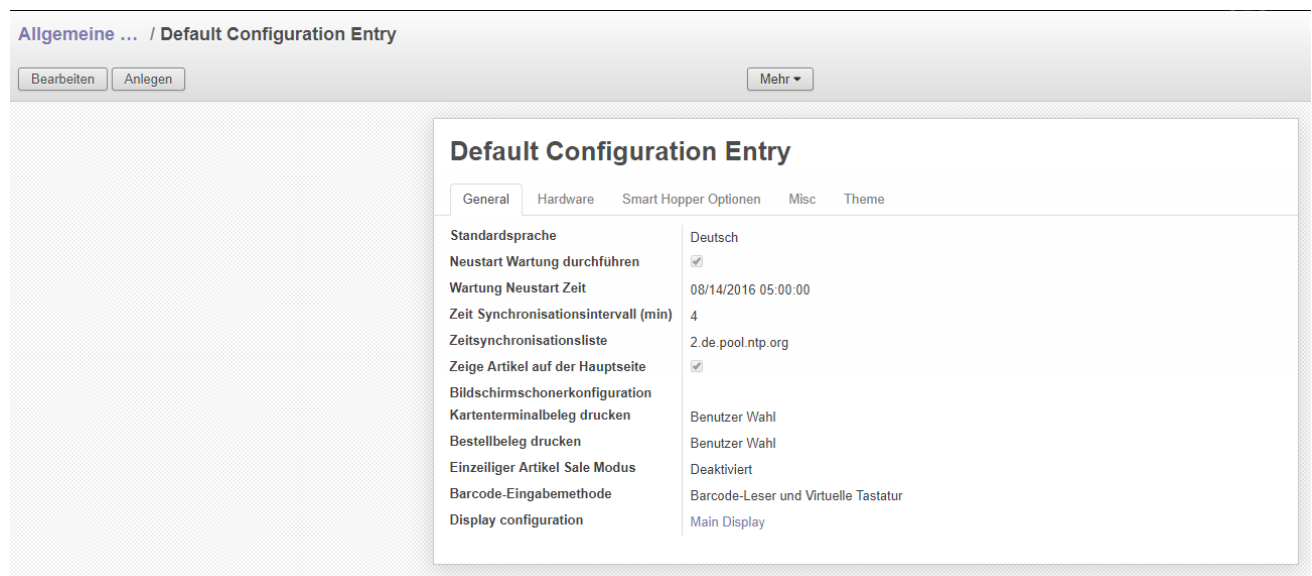 Allgemeine … / Default Configuration Entry
Bearbeiten Anlegen Mehr
Default Configuration Entry
General Hardware Smart Hopper Optionen Misc Theme
Standardsprache Deutsch
Neustart Wartung durchführen
Wartung Neustart Zeit 08/14/2016 05:00:00
Zeit Synchronisationsintervall (min) 4
Zeitsynchronisationsliste 2.de.pool.ntp.org
Zeige Artikel auf der Hauptseite
Bildschirmschonerkonfiguration
Kartenterminalbeleg drucken Benutzer Wahl
Bestellbeleg drucken Benutzer Wahl
Einzeiliger Artikel Sale Modus Deaktiviert
Barcode-Eingabemethode Barcode-Leser und Virtuelle Tastatur
Display configuration Main Display